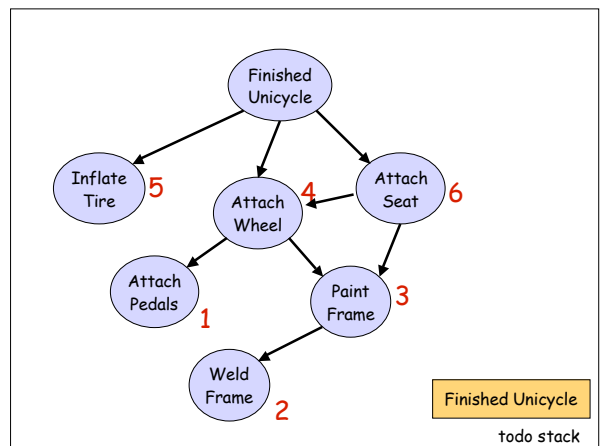 Finished
Unicycle
Inflate
Tire
5
Attach
Wheel
4
Attach
Seat
6
Attach
Pedals
1
Paint
Frame
3
Weld
Frame
2
Finished Unicycle
todo stack